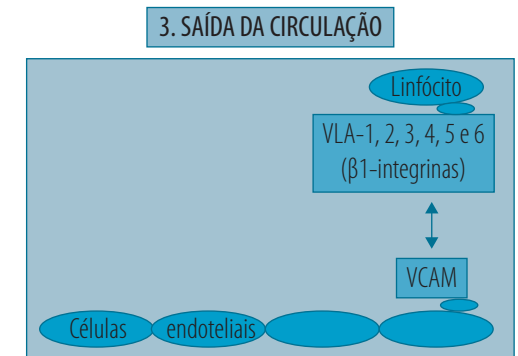 3. SAÍDA DA CIRCULAÇÃO
Linfócito
VLA-1, 2, 3, 4, 5 e 6
(β1-integrinas)
VCAM
Células endoteliais